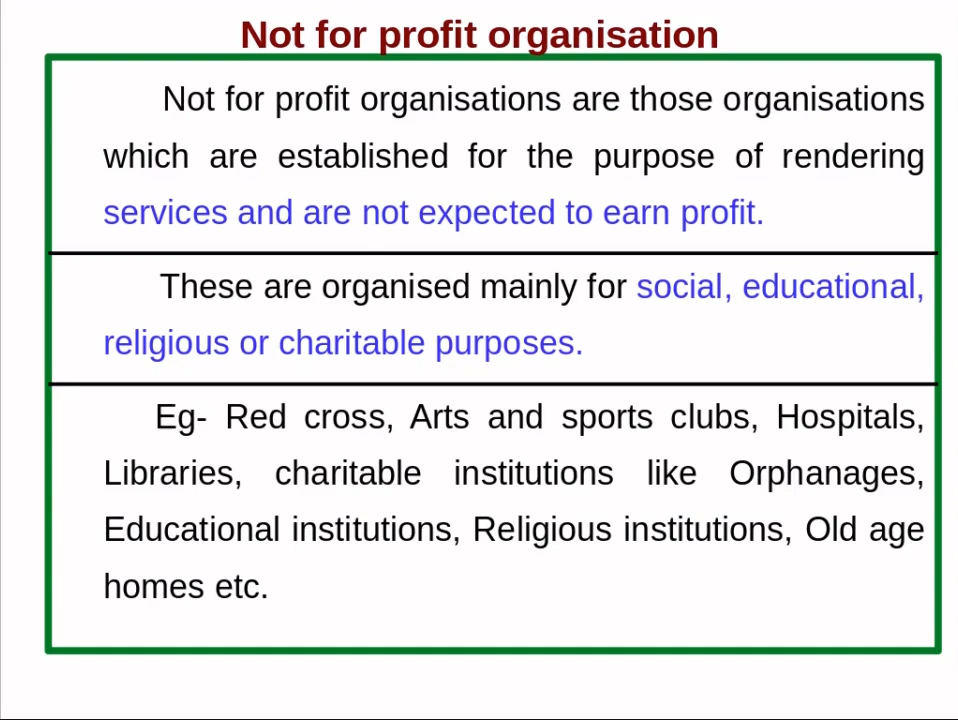 Not for profit organisation
Not for profit organisations are those organisations
which are established for the purpose of rendering
services and are not expected to earn profit.
These are organised mainly for social, educational,
religious or charitable purposes.
Eg- Red cross, Arts and sports clubs, Hospitals,
Libraries, charitable institutions like Orphanages,
Educational institutions, Religious institutions, Old age
homes etc.